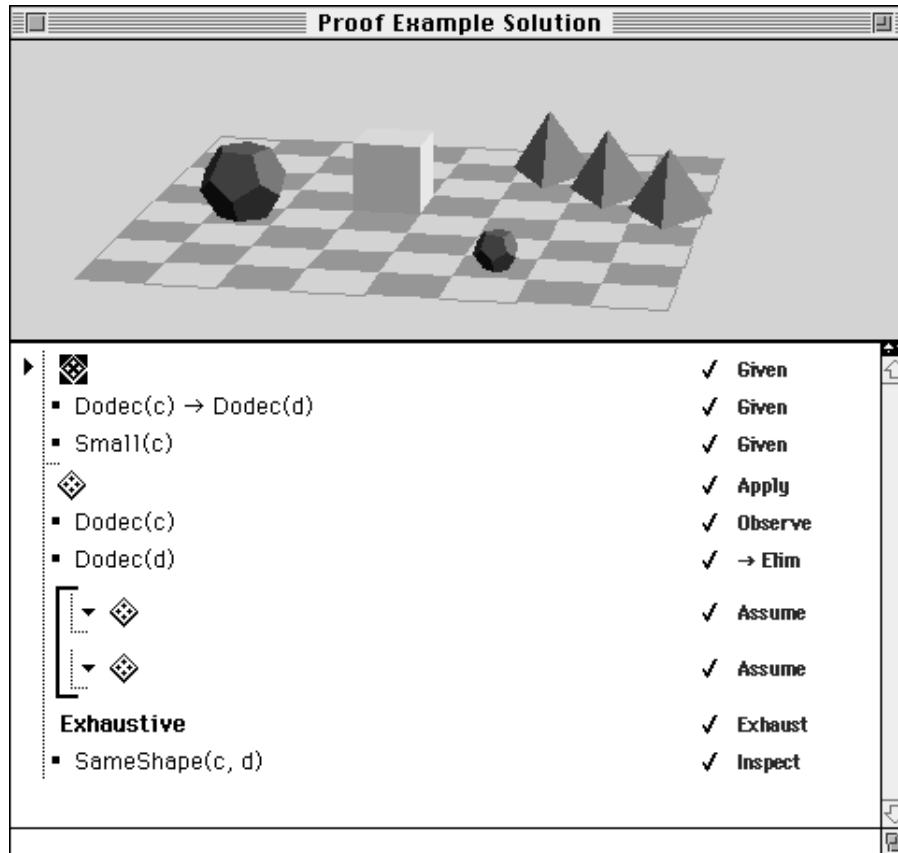 Proof Example Solution
✓ Given
Dodec(c) → Dodec(d) ✓ Given
Small(c) ✓ Given
✓ Apply
Dodec(c) ✓ Observe
Dodec(d) ✓ → Elim
✓ Assume
✓ Assume
Exhaustive ✓ Exhaust
SameShape(c, d) ✓ Inspect